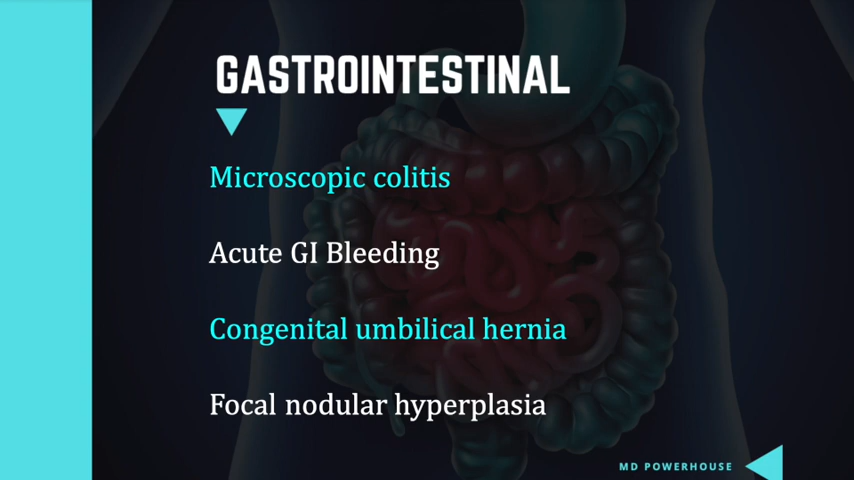 GASTROINTESTINAL
Microscopic colitis
Acute GI Bleeding
Congenital umbilical hernia
Focal nodular hyperplasia
MD POWERHOUSE